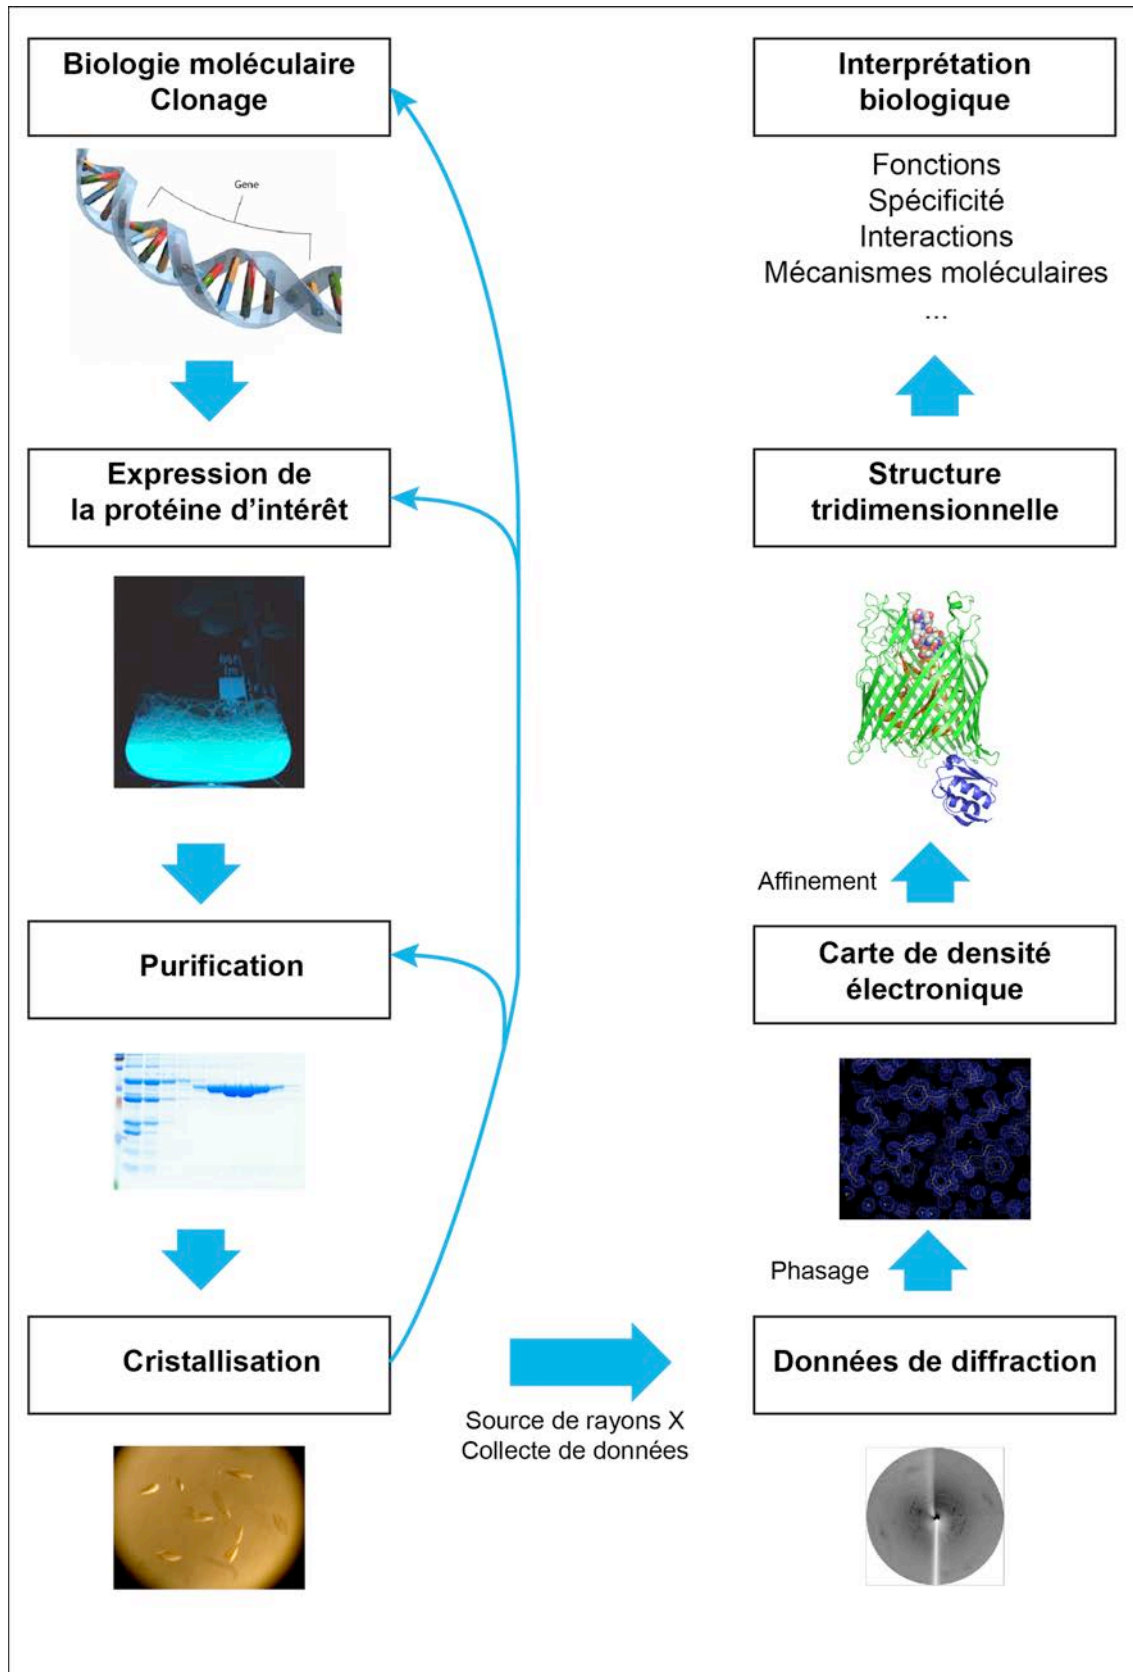 Biologie moléculaire
Clonage
Gene
Expression de
la protéine d'intérêt
Purification
Cristallisation
Source de rayons X
Collecte de données
Données de diffraction
Phasage
Carte de densité
électronique
Affinement
Structure
tridimensionnelle
Interprétation
biologique
Fonctions
Spécificité
Interactions
Mécanismes moléculaires
...